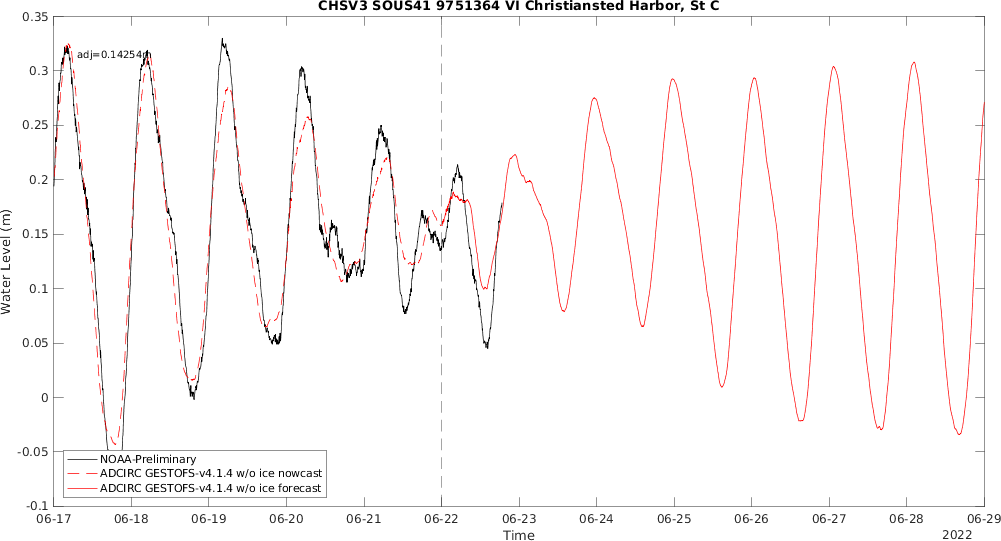 CHSV3 SOUS41 9751364 VI Christiansted Harbor, St C
0.35
0.3
0.25
0.2
0.15
0.1
0.05
0
-0.05
-0.1
Water Level (m)
adj=0.14254
NOAA-Preliminary
ADCIRC GESTOFS-v4.1.4 w/o ice nowcast
ADCIRC GESTOFS-v4.1.4 w/o ice forecast
06-17 06-18 06-19 06-20 06-21 06-22 06-23 06-24 06-25 06-26 06-27 06-28 06-29
Time
2022